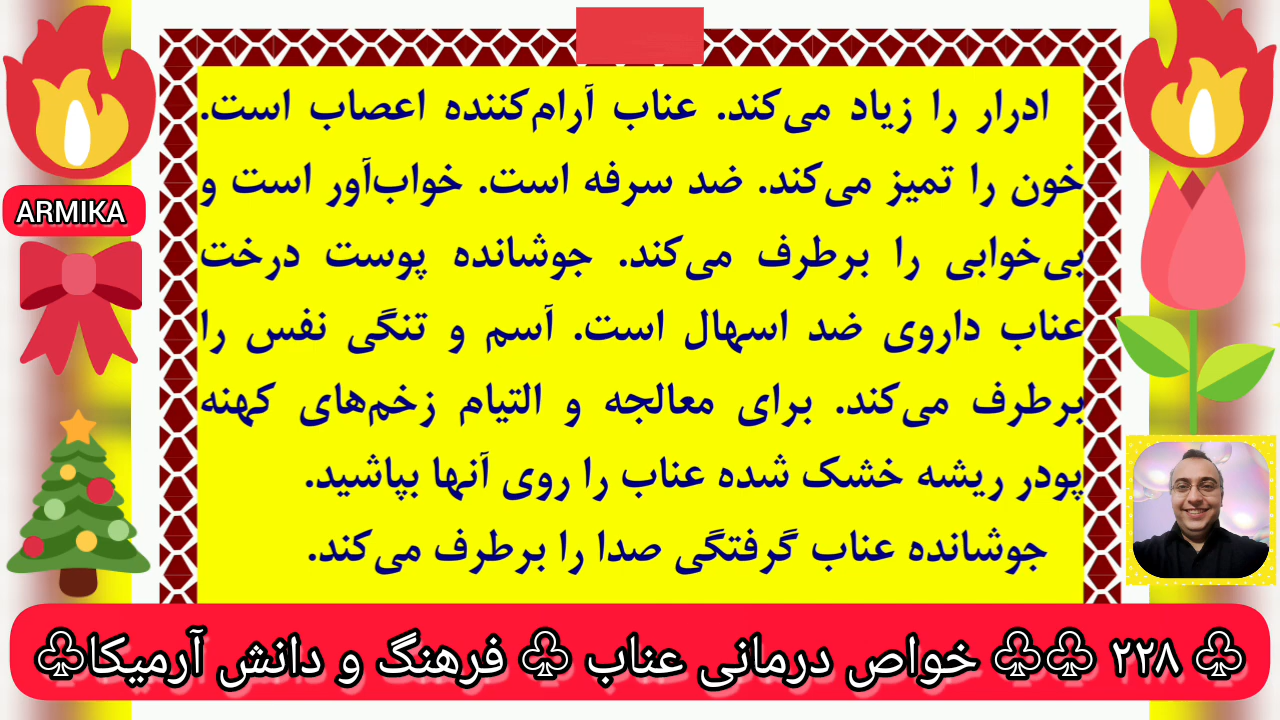 ادرار را زیاد می‌کند. عناب آرام‌کننده اعصاب است.
خون را تمیز می‌کند. ضد سرفه است. خواب‌آور است و
بی‌خوابی را برطرف می‌کند. جوشانده پوست درخت
عناب داروی ضد اسهال است. آسم و تنگی نفس را
برطرف می‌کند. برای معالجه و التیام زخم‌های کهنه
پودر ریشه خشک شده عناب را روی آنها بپاشید.
جوشانده عناب گرفتگی صدا را برطرف می‌کند.
ARMIKA
♧ ۲۲۸ ♧♧ خواص درمانی عناب ♧ فرهنگ و دانش آرمیکا♧